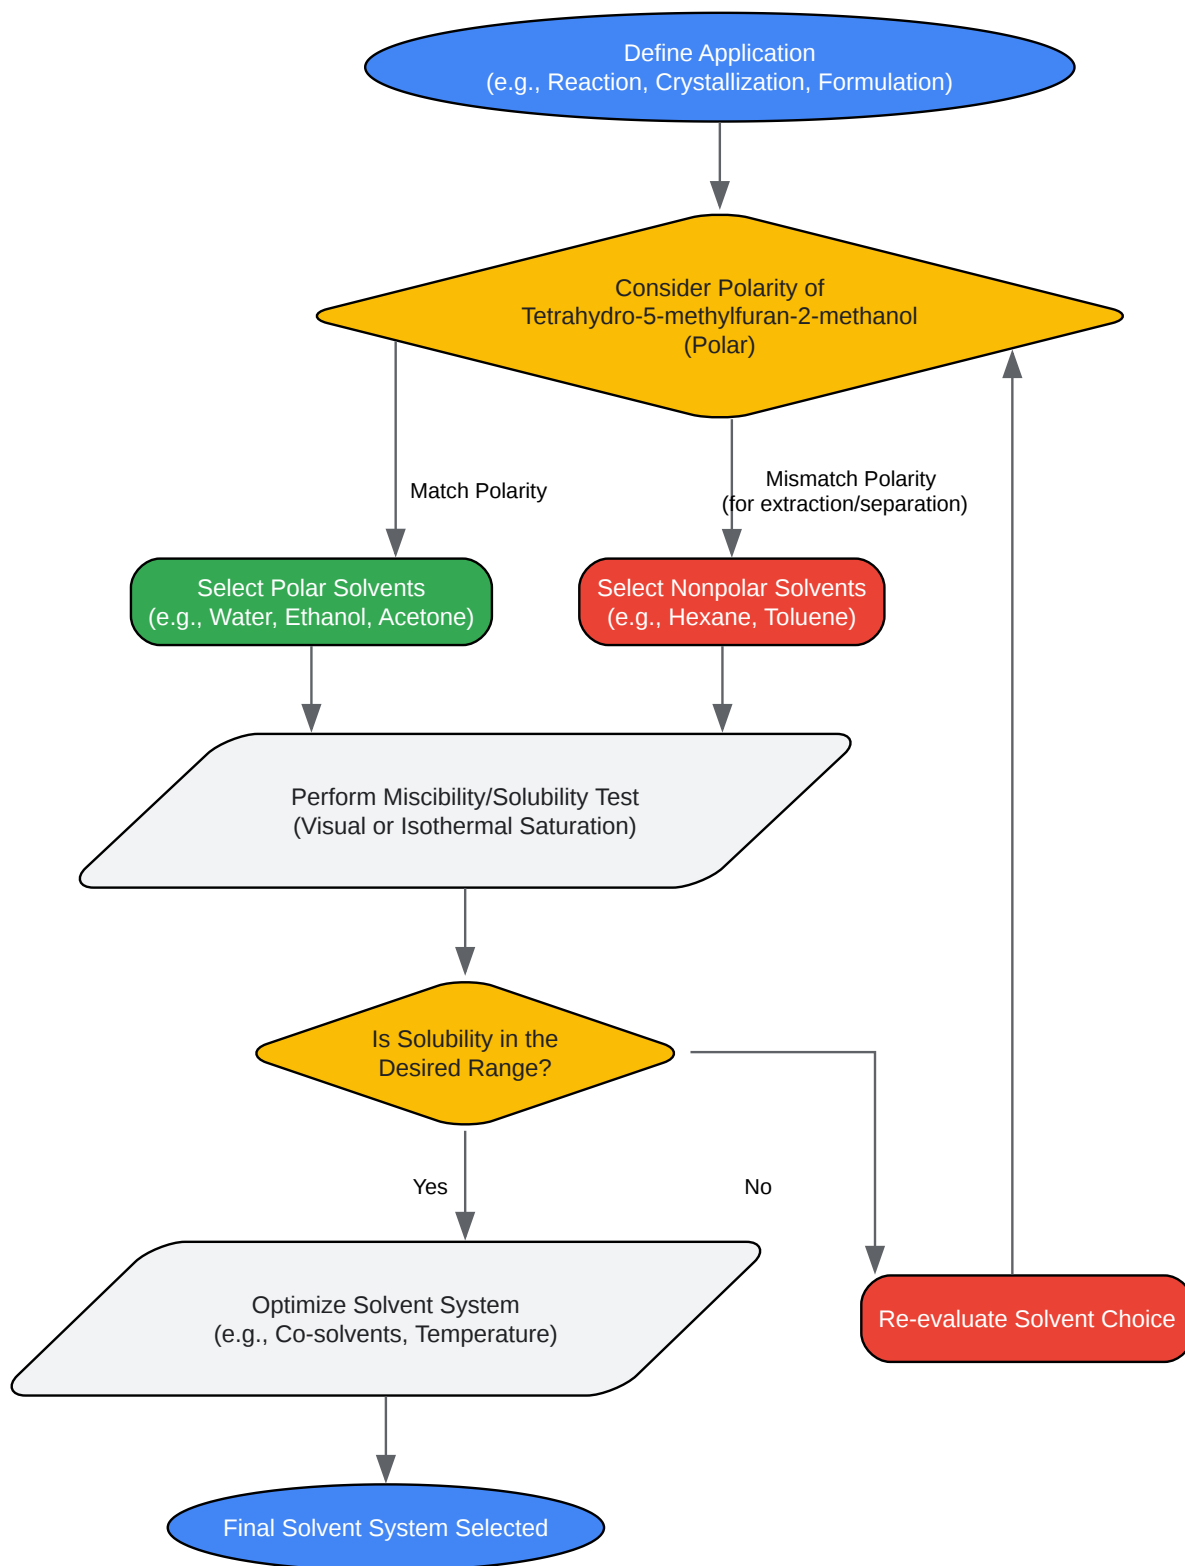 Define Application
(e.g., Reaction, Crystallization, Formulation)
Consider Polarity of
Tetrahydro-5-methylfuran-2-methanol
(Polar)
Match Polarity
Mismatch Polarity
(for extraction/separation)
Select Polar Solvents
(e.g., Water, Ethanol, Acetone)
Select Nonpolar Solvents
(e.g., Hexane, Toluene)
Perform Miscibility/Solubility Test
(Visual or Isothermal Saturation)
Is Solubility in the
Desired Range?
Yes
No
Optimize Solvent System
(e.g., Co-solvents, Temperature)
Re-evaluate Solvent Choice
Final Solvent System Selected